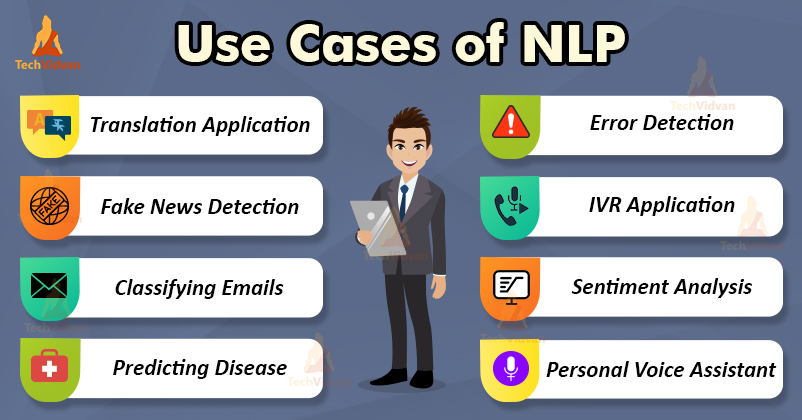 Use Cases of NLP
TechVidvan
Translation Application
Fake News Detection
Classifying Emails
Predicting Disease
Error Detection
IVR Application
Sentiment Analysis
Personal Voice Assistant
A
FAKE
TechVidvan